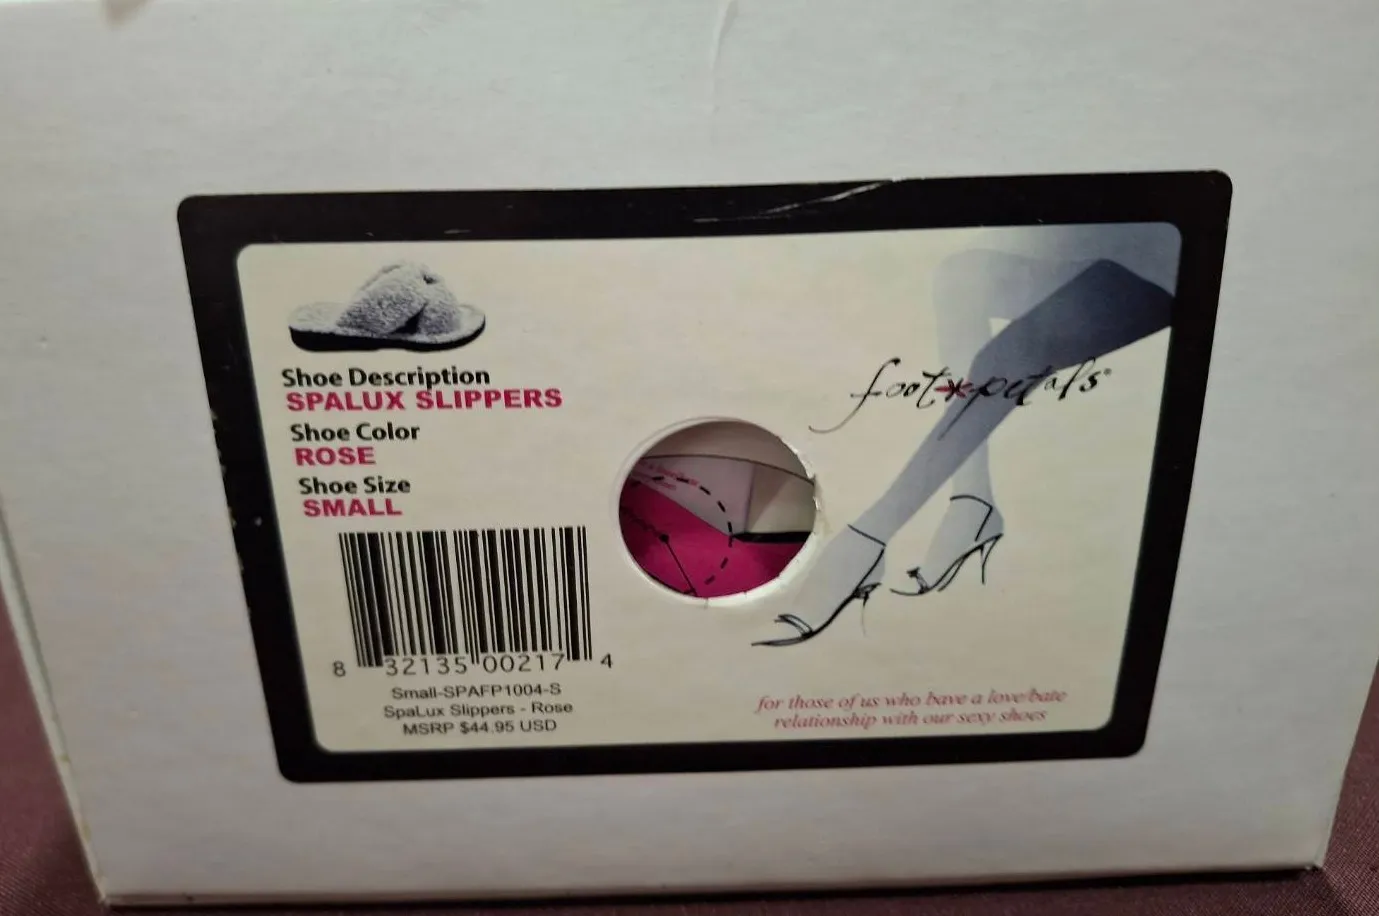 Shoe Description
SPALUX SLIPPERS
Shoe Color
ROSE
Shoe Size
SMALL
8 32135 00217 4
Small-SPAFP1004-S
SpaLux Slippers - Rose
MSRP $44.95 USD
foot*petals®
for those of us who have a love/hate
relationship with our sexy shoes